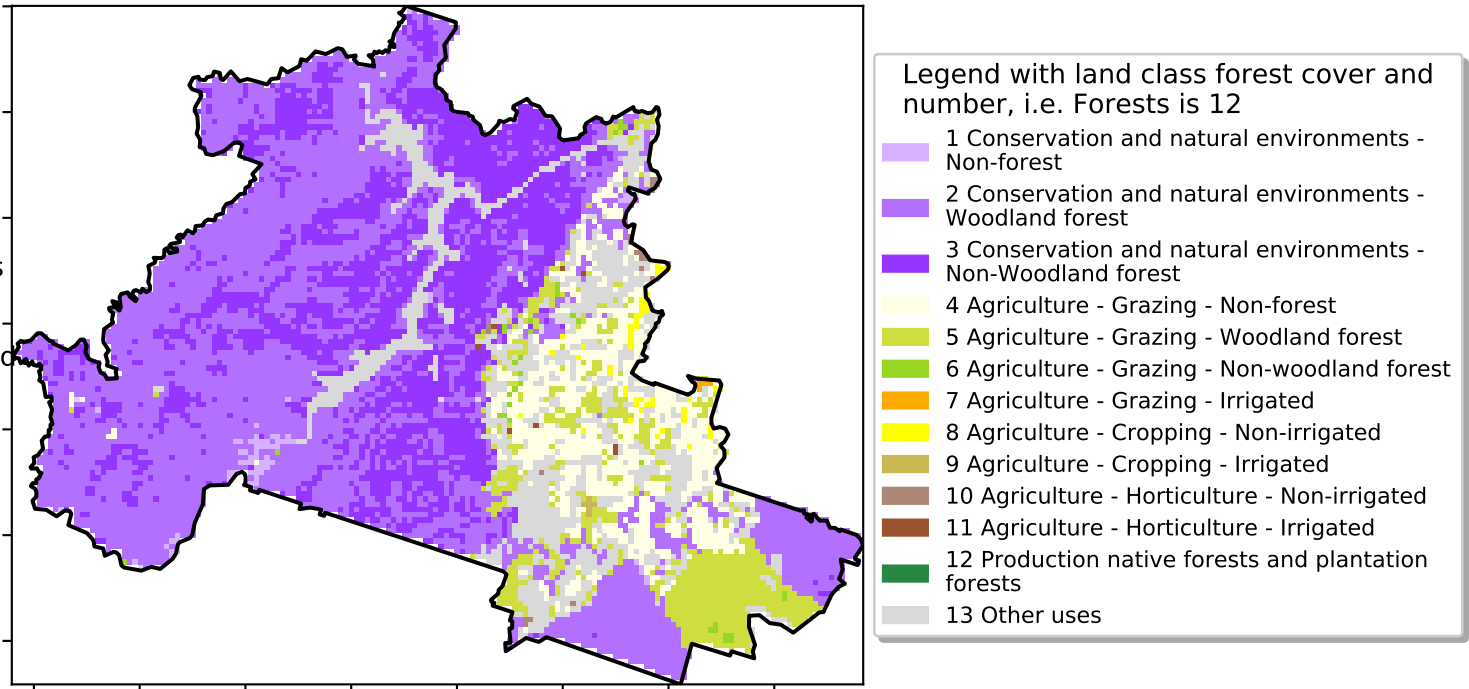 Legend with land class forest cover and
number, i.e. Forests is 12
1 Conservation and natural environments -
Non-forest
2 Conservation and natural environments -
Woodland forest
3 Conservation and natural environments -
Non-Woodland forest
4 Agriculture - Grazing - Non-forest
5 Agriculture - Grazing - Woodland forest
6 Agriculture - Grazing - Non-woodland forest
7 Agriculture - Grazing - Irrigated
8 Agriculture - Cropping - Non-irrigated
9 Agriculture - Cropping - Irrigated
10 Agriculture - Horticulture - Non-irrigated
11 Agriculture - Horticulture - Irrigated
12 Production native forests and plantation
forests
13 Other uses